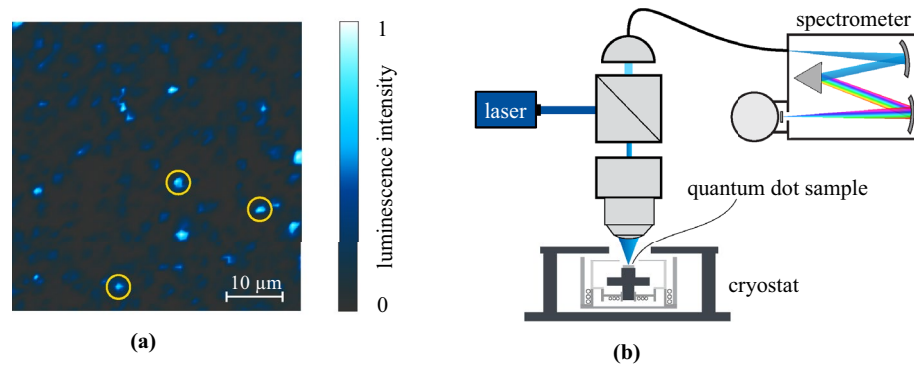 1
luminescence intensity
0
10 µm
(a)
spectrometer
laser
quantum dot sample
cryostat
(b)